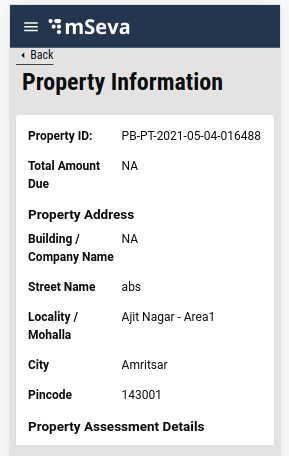 mSeva
Back
Property Information
Property ID: PB-PT-2021-05-04-016488
Total Amount NA
Due
Property Address
Building / NA
Company Name
Street Name abs
Locality / Ajit Nagar - Area1
Mohalla
City Amritsar
Pincode 143001
Property Assessment Details